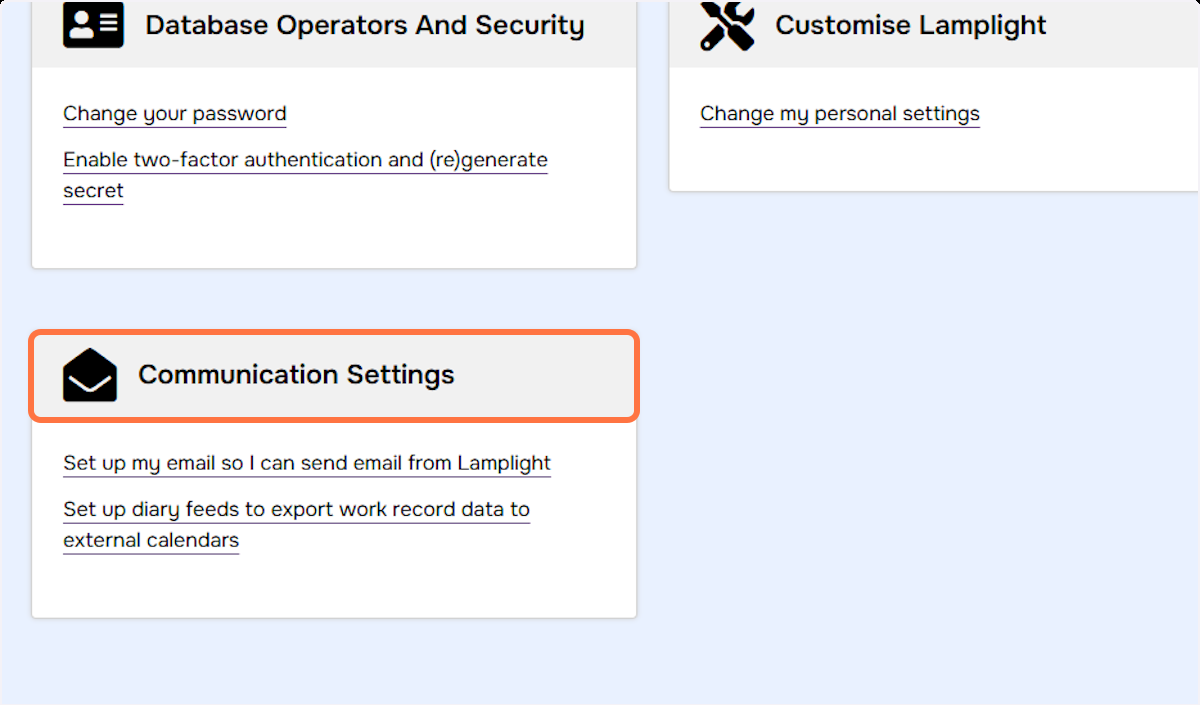 Database Operators And Security
Change your password
Enable two-factor authentication and (re)generate
secret
Customise Lamplight
Change my personal settings
Communication Settings
Set up my email so I can send email from Lamplight
Set up diary feeds to export work record data to
external calendars